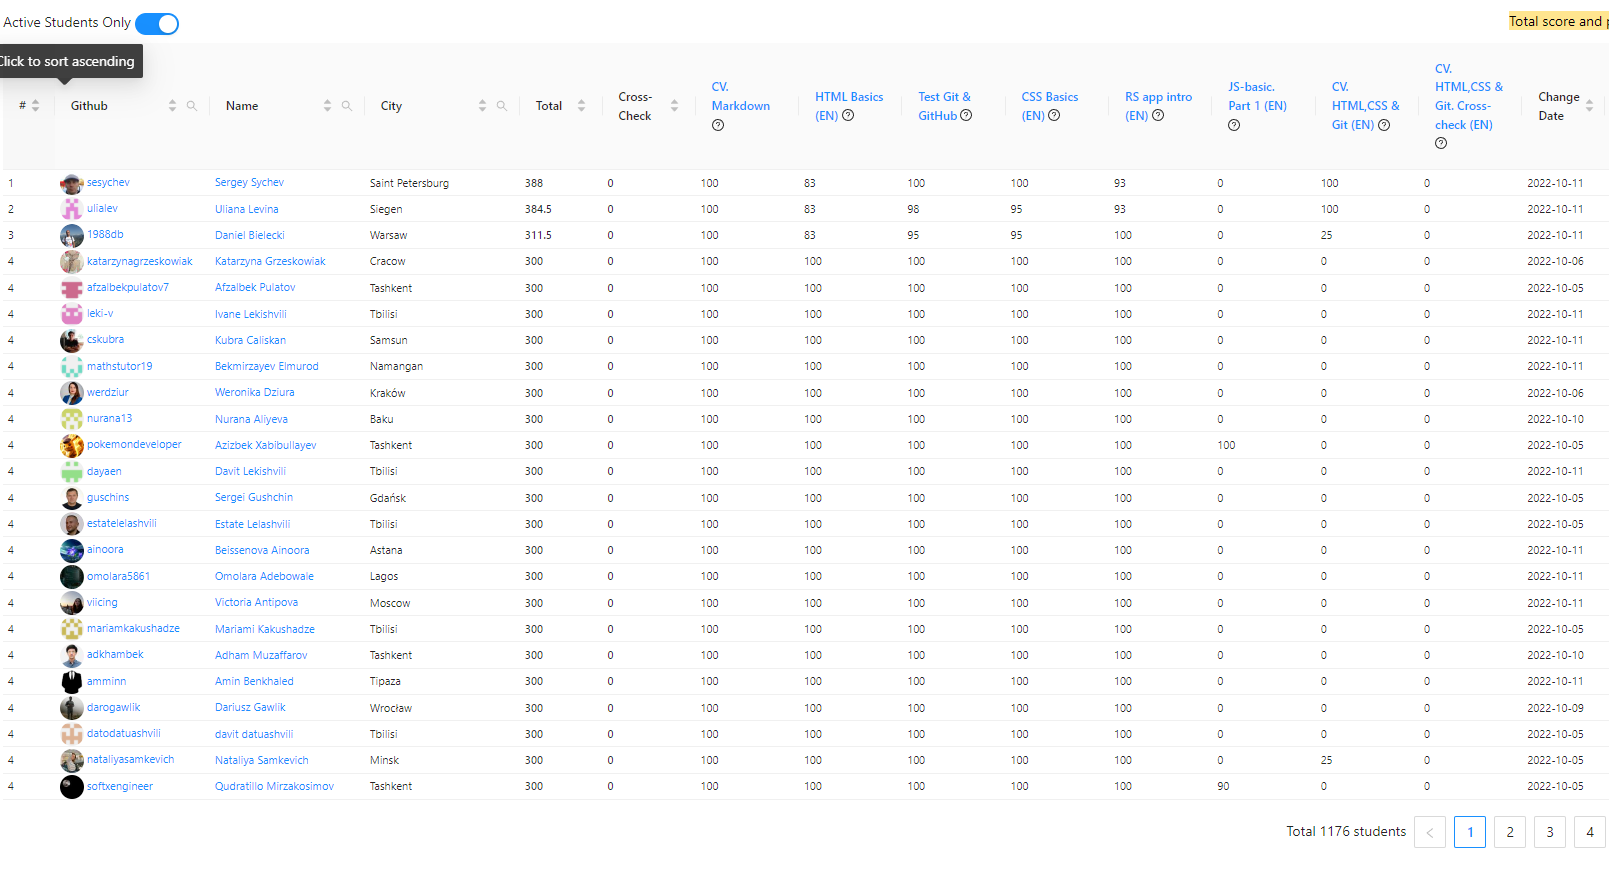 Active Students Only
Total score and
Click to sort ascending
# Github Name City Total Cross-Check CV. Markdown HTML Basics (EN) Test Git & GitHub CSS Basics (EN) RS app intro (EN) JS-basic. Part 1 (EN) CV. HTML,CSS & Git (EN) CV. HTML,CSS & Git. Cross-check (EN) Change Date
1 sesychev Sergey Sychev Saint Petersburg 388 0 100 83 100 100 93 0 100 0 2022-10-11
2 ulialev Uliana Levina Siegen 384.5 0 100 83 98 95 93 0 100 0 2022-10-11
3 1988db Daniel Bielecki Warsaw 311.5 0 100 83 95 95 100 0 25 0 2022-10-11
4 katarzynagrzeskowiak Katarzyna Grzeskowiak Cracow 300 0 100 100 100 100 100 0 0 0 2022-10-06
4 afzalbekpulatov7 Afzalbek Pulatov Tashkent 300 0 100 100 100 100 100 0 0 0 2022-10-05
4 leki-v Ivane Lekishvili Tbilisi 300 0 100 100 100 100 100 0 0 0 2022-10-11
4 cskubra Kubra Caliskan Samsun 300 0 100 100 100 100 100 0 0 0 2022-10-11
4 mathstutor19 Bekmirzayev Elmurod Namangan 300 0 100 100 100 100 100 0 0 0 2022-10-11
4 werdziur Weronika Dziura Kraków 300 0 100 100 100 100 100 0 0 0 2022-10-06
4 nurana13 Nurana Aliyeva Baku 300 0 100 100 100 100 100 0 0 0 2022-10-10
4 pokemondeveloper Azizbek Xabibullayev Tashkent 300 0 100 100 100 100 100 100 0 0 2022-10-05
4 dayaen Davit Lekishvili Tbilisi 300 0 100 100 100 100 100 0 0 0 2022-10-11
4 guschins Sergei Gushchin Gdańsk 300 0 100 100 100 100 100 0 0 0 2022-10-05
4 estatelelashvili Estate Lelashvili Tbilisi 300 0 100 100 100 100 100 0 0 0 2022-10-05
4 ainoora Beissenova Ainoora Astana 300 0 100 100 100 100 100 0 0 0 2022-10-11
4 omolara5861 Omolara Adebowale Lagos 300 0 100 100 100 100 100 0 0 0 2022-10-11
4 viicing Victoria Antipova Moscow 300 0 100 100 100 100 100 0 0 0 2022-10-11
4 mariamkakushadze Mariami Kakushadze Tbilisi 300 0 100 100 100 100 100 0 0 0 2022-10-05
4 adkhambek Adham Muzaffarov Tashkent 300 0 100 100 100 100 100 0 0 0 2022-10-10
4 amminn Amin Benkhaled Tipaza 300 0 100 100 100 100 100 0 0 0 2022-10-11
4 darogawlik Dariusz Gawlik Wrocław 300 0 100 100 100 100 100 0 0 0 2022-10-09
4 datodatuashvili davit datuashvili Tbilisi 300 0 100 100 100 100 100 0 0 0 2022-10-05
4 nataliyasamkevich Nataliya Samkevich Minsk 300 0 100 100 100 100 100 0 25 0 2022-10-05
4 softxengineer Qudratillo Mirzakosimov Tashkent 300 0 100 100 100 100 100 90 0 0 2022-10-05
Total 1176 students < 1 2 3 4